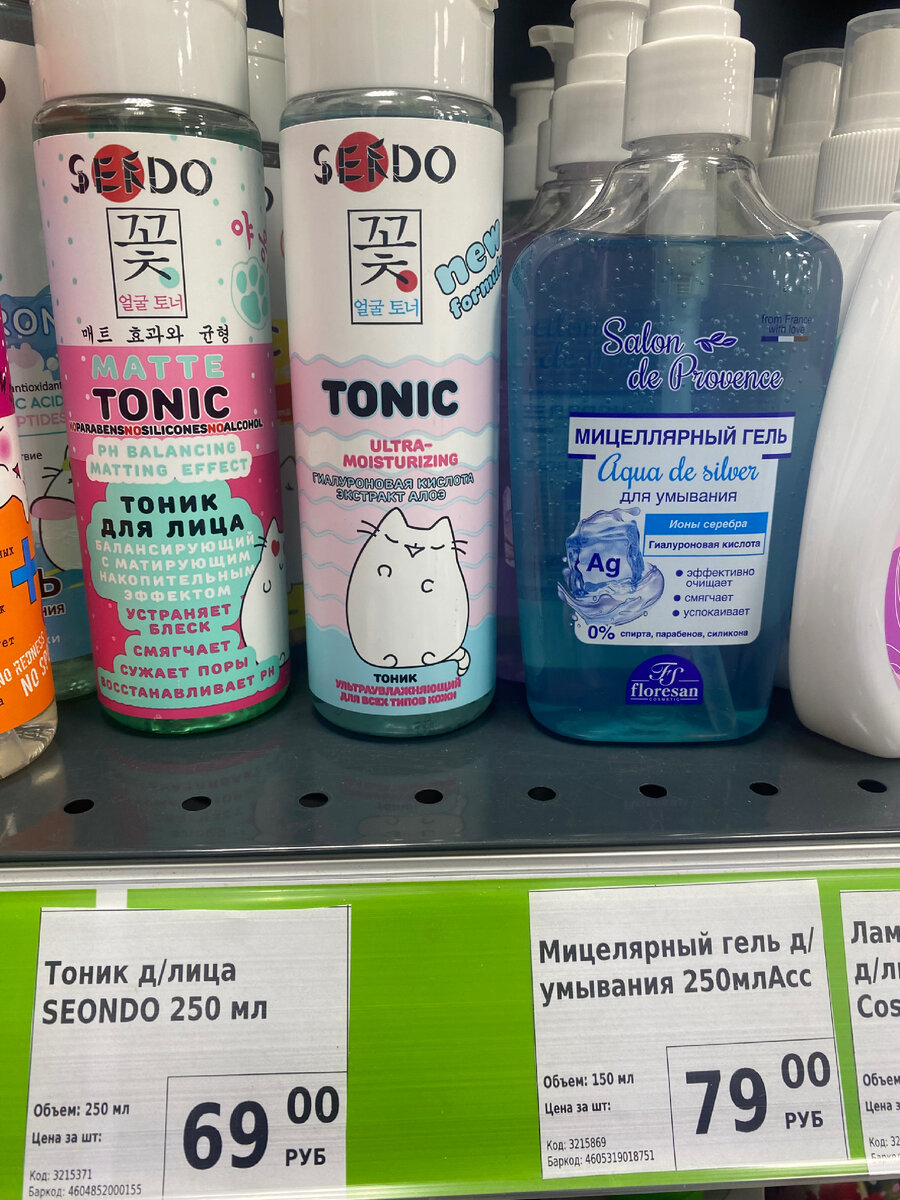 SENDO
꽃
얼굴 토너
야
매트 효과와 균형
MATTE
TONIC
NOPARABENSNOSILICONESNOALCOHOL
PH BALANCING
MATTING EFFECT
ТОНИК
ДЛЯ ЛИЦА
БАЛАНСИРУЮЩИЙ
С МАТИРУЮЩИМ
НАКОПИТЕЛЬНЫМ
ЭФФЕКТОМ
УСТРАНЯЕТ
БЛЕСК
СМЯГЧАЕТ
СУЖАЕТ ПОРЫ
ВОССТАНАВЛИВАЕТ PH
SENDO
꽃
얼굴 토너
new
formula
TONIC
ULTRA-
MOISTURIZING
ГИАЛУРОНОВАЯ КИСЛОТА
ЭКСТРАКТ АЛОЭ
ТОНИК
УЛЬТРАУВЛАЖНЯЮЩИЙ
ДЛЯ ВСЕХ ТИПОВ КОЖИ
from France
with love
Salon
de Provence
МИЦЕЛЛЯРНЫЙ ГЕЛЬ
Aqua de silver
для умывания
Ионы серебра
Гиалуроновая кислота
Ag
• эффективно
очищает
• смягчает
• успокаивает
0% спирта, парабенов, силикона
FS
floresan
COSMETIC
NO REDNESS
Тоник д/лица
SEONDO 250 мл
Объем: 250 мл
Цена за шт:
69 00
РУБ
Код: 3215371
Баркод: 4604852000155
Мицелярный гель д/
умывания 250млАсс
Объем: 150 мл
Цена за шт:
79 00
РУБ
Код: 3215869
Баркод: 4605319018751